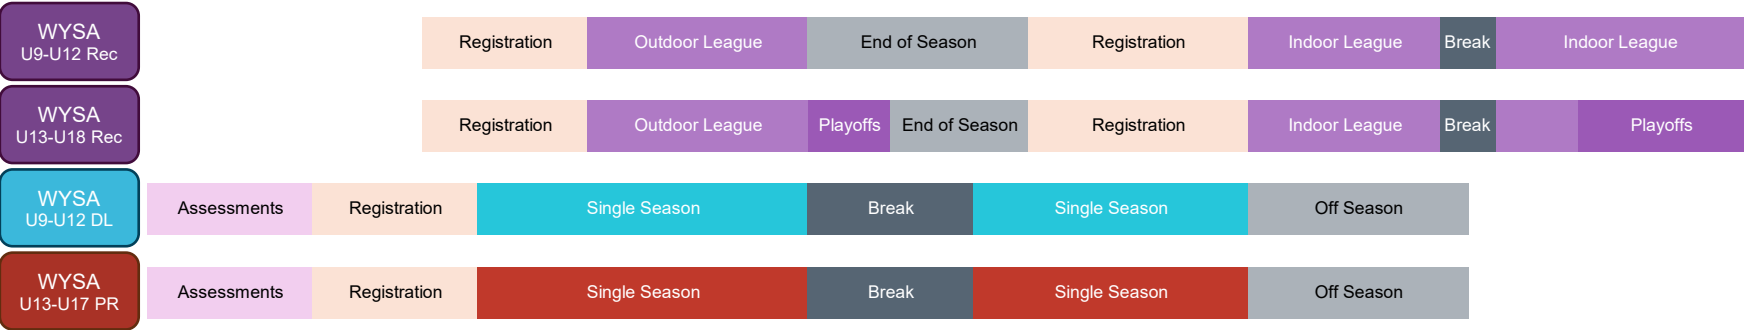 WYSA
U9-U12 Rec
Registration
Outdoor League
End of Season
Registration
Indoor League
Break
Indoor League
WYSA
U13-U18 Rec
Registration
Outdoor League
Playoffs
End of Season
Registration
Indoor League
Break
Playoffs
WYSA
U9-U12 DL
Assessments
Registration
Single Season
Break
Single Season
Off Season
WYSA
U13-U17 PR
Assessments
Registration
Single Season
Break
Single Season
Off Season